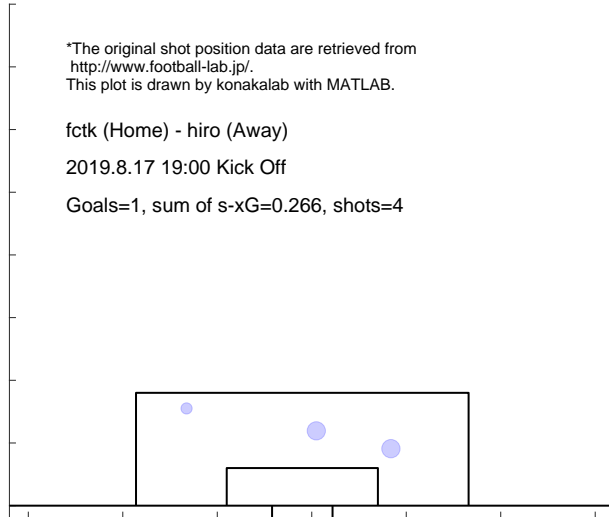 *The original shot position data are retrieved from
http://www.football-lab.jp/.
This plot is drawn by konakalab with MATLAB.
fctk (Home) - hiro (Away)
2019.8.17 19:00 Kick Off
Goals=1, sum of s-xG=0.266, shots=4